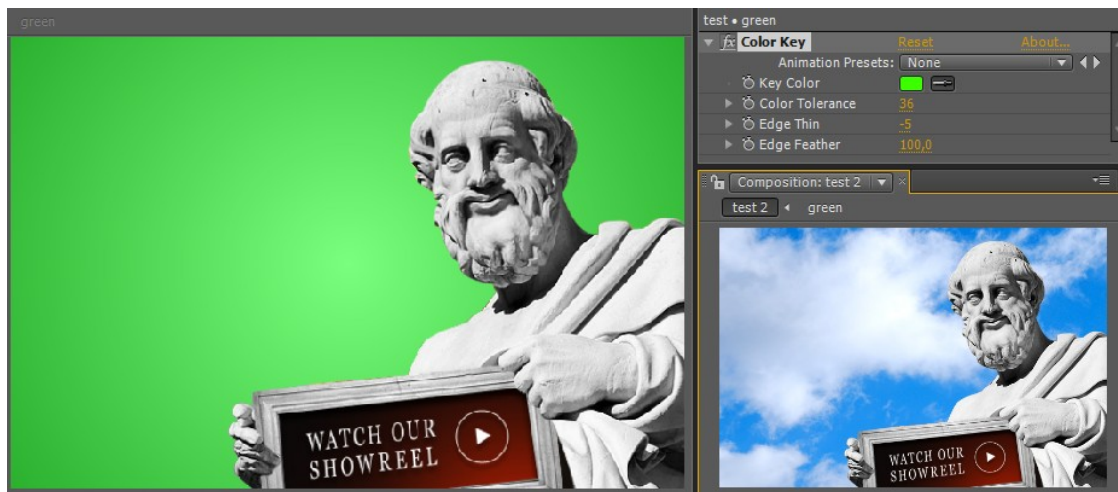 green
WATCH OUR
SHOWREEL
test • green
fx Color Key Reset About...
Animation Presets: None
Key Color
Color Tolerance 36
Edge Thin -5
Edge Feather 100,0
Composition: test 2
test 2 green
WATCH OUR
SHOWREEL